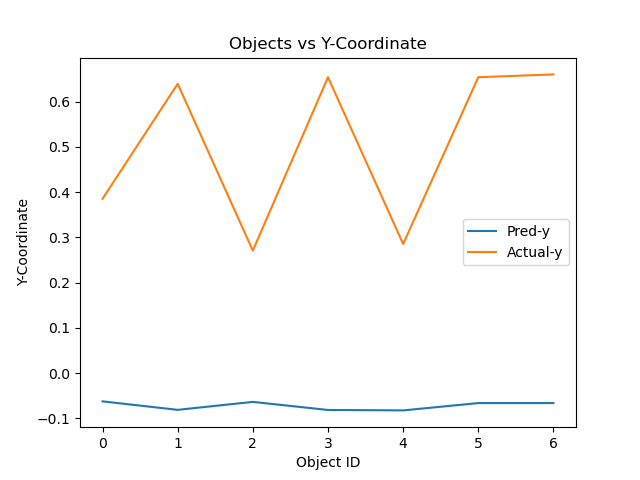 Objects vs Y-Coordinate
Y-Coordinate
0.6
0.5
0.4
0.3
0.2
0.1
0.0
−0.1
Pred-y
Actual-y
0 1 2 3 4 5 6
Object ID